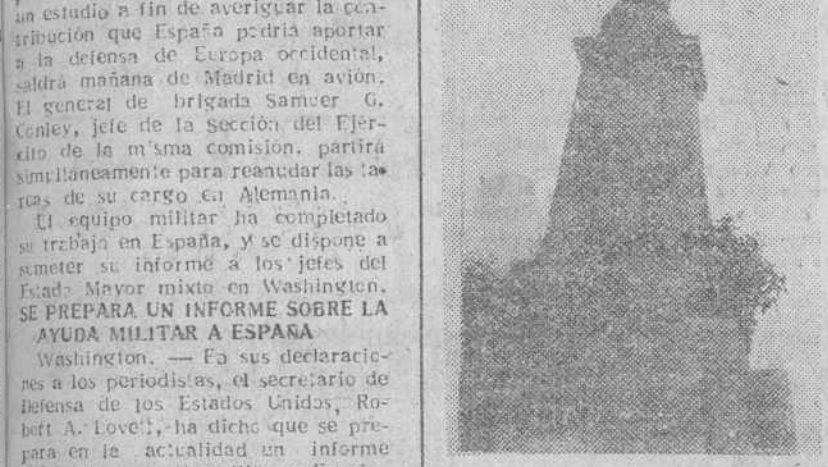 un estudio a fin de averiguar la con-
tribución que España podria aportar
a la defensa de Europa occidental,
saldrá mañana de Madrid en avión.
El general de brigada Samuer G.
Conley, jefe de la Sección del Ejér-
cito de la misma comisión, partirá
simultáneamente para reanudar las ta-
reas de su cargo en Alemania.
El equipo militar ha completado
su trabajo en España, y se dispone a
someter su informe a los jefes del
Estado Mayor mixto en Washington.
SE PREPARA UN INFORME SOBRE LA
AYUDA MILITAR A ESPAÑA
Washington. — En sus declaracio-
nes a los periodistas, el secretario de
Defensa de los Estados Unidos, Ro-
bert A. Lovett, ha dicho que se pre-
para en la actualidad un informe